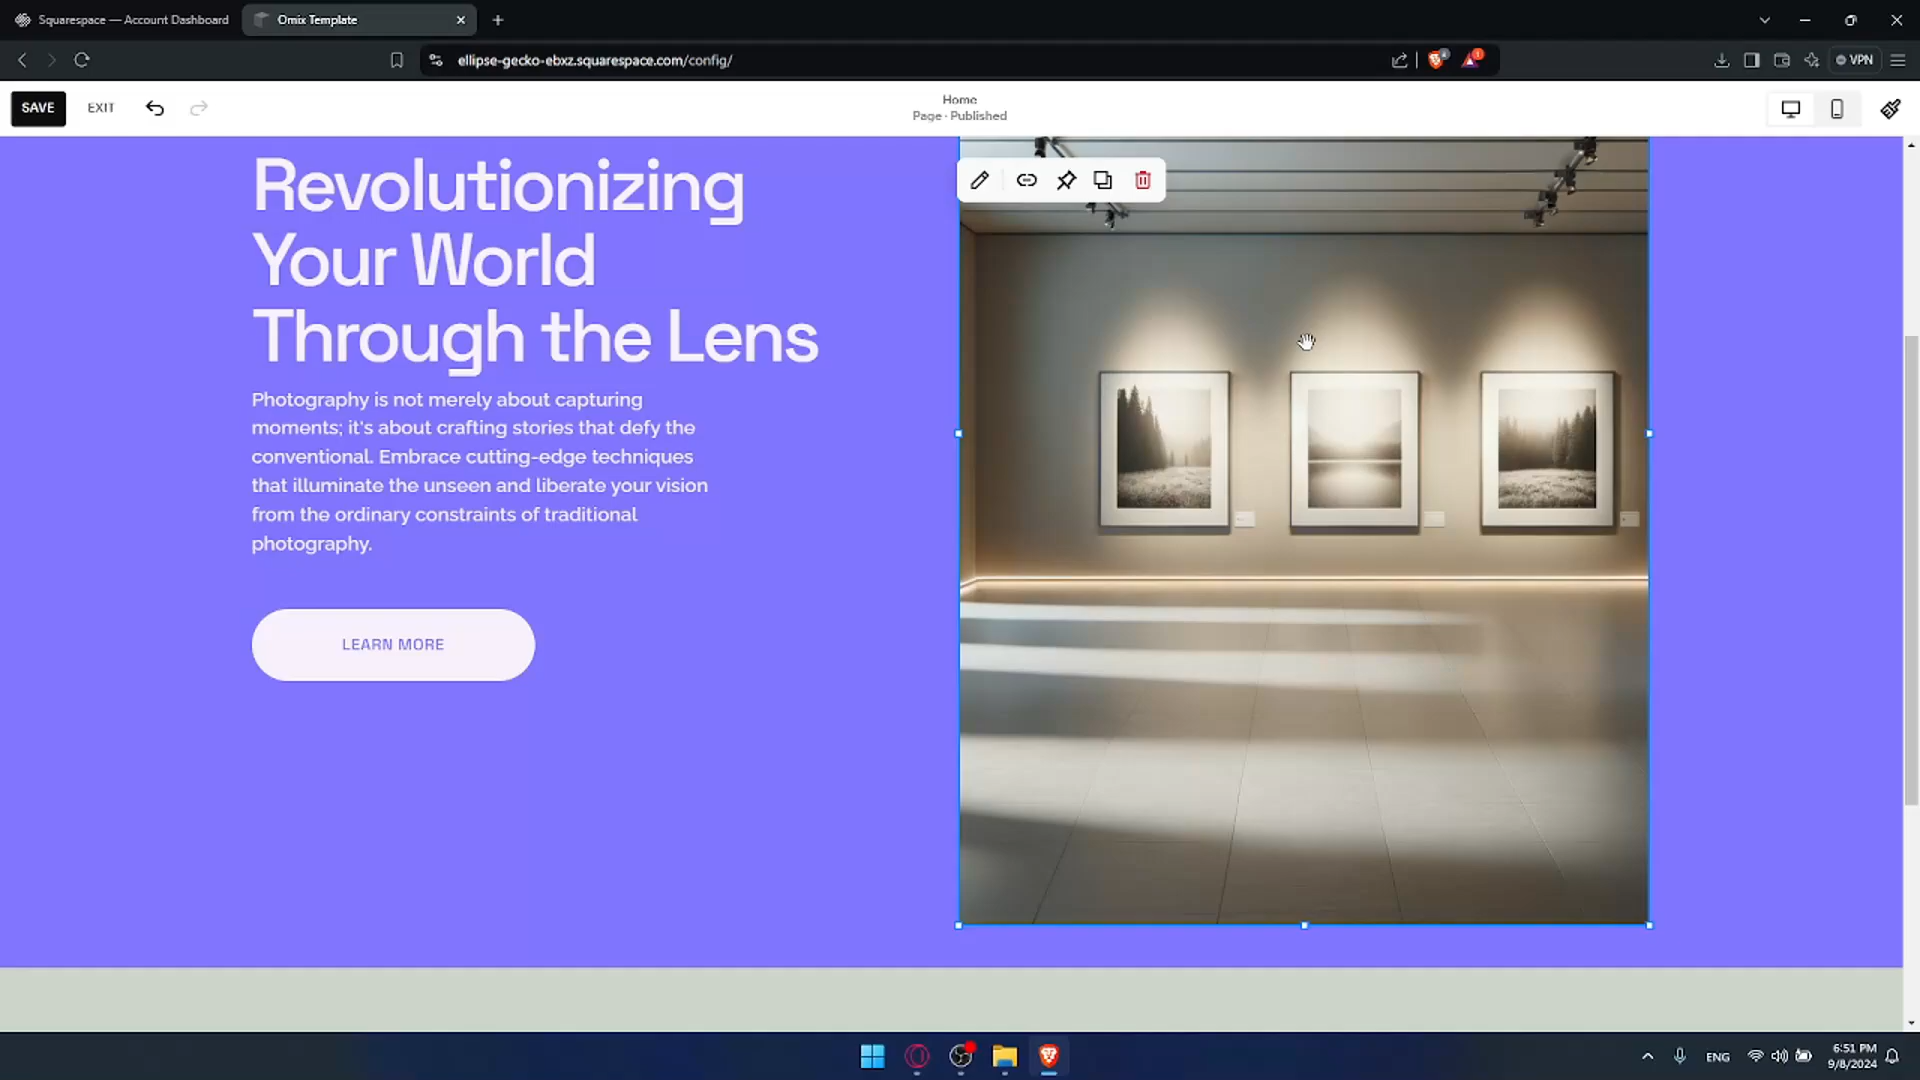 Squarespace — Account Dashboard
Omix Template
ellipse-gecko-ebxz.squarespace.com/config/
VPN
SAVE
EXIT
Home
Page · Published
Revolutionizing
Your World
Through the Lens
Photography is not merely about capturing
moments; it's about crafting stories that defy the
conventional. Embrace cutting-edge techniques
that illuminate the unseen and liberate your vision
from the ordinary constraints of traditional
photography.
LEARN MORE
ENG
6:51 PM
9/8/2024